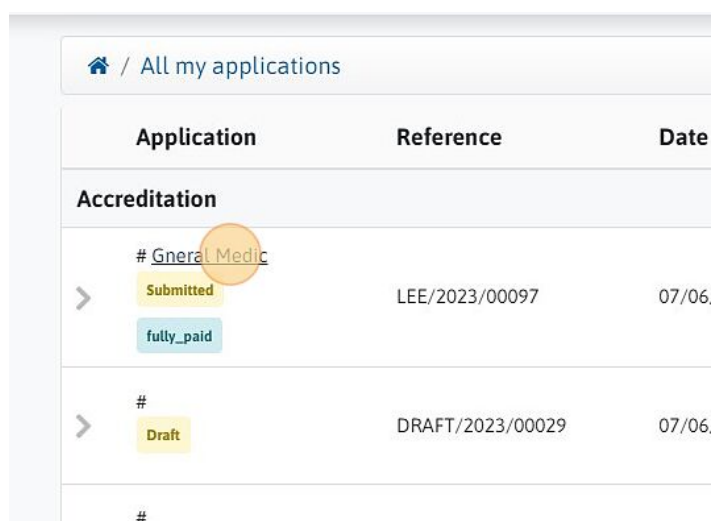 / All my applications
Application Reference Date
Accreditation
# Gneral Medic
Submitted
LEE/2023/00097 07/06
fully_paid
#
DRAFT/2023/00029 07/06
Draft
#